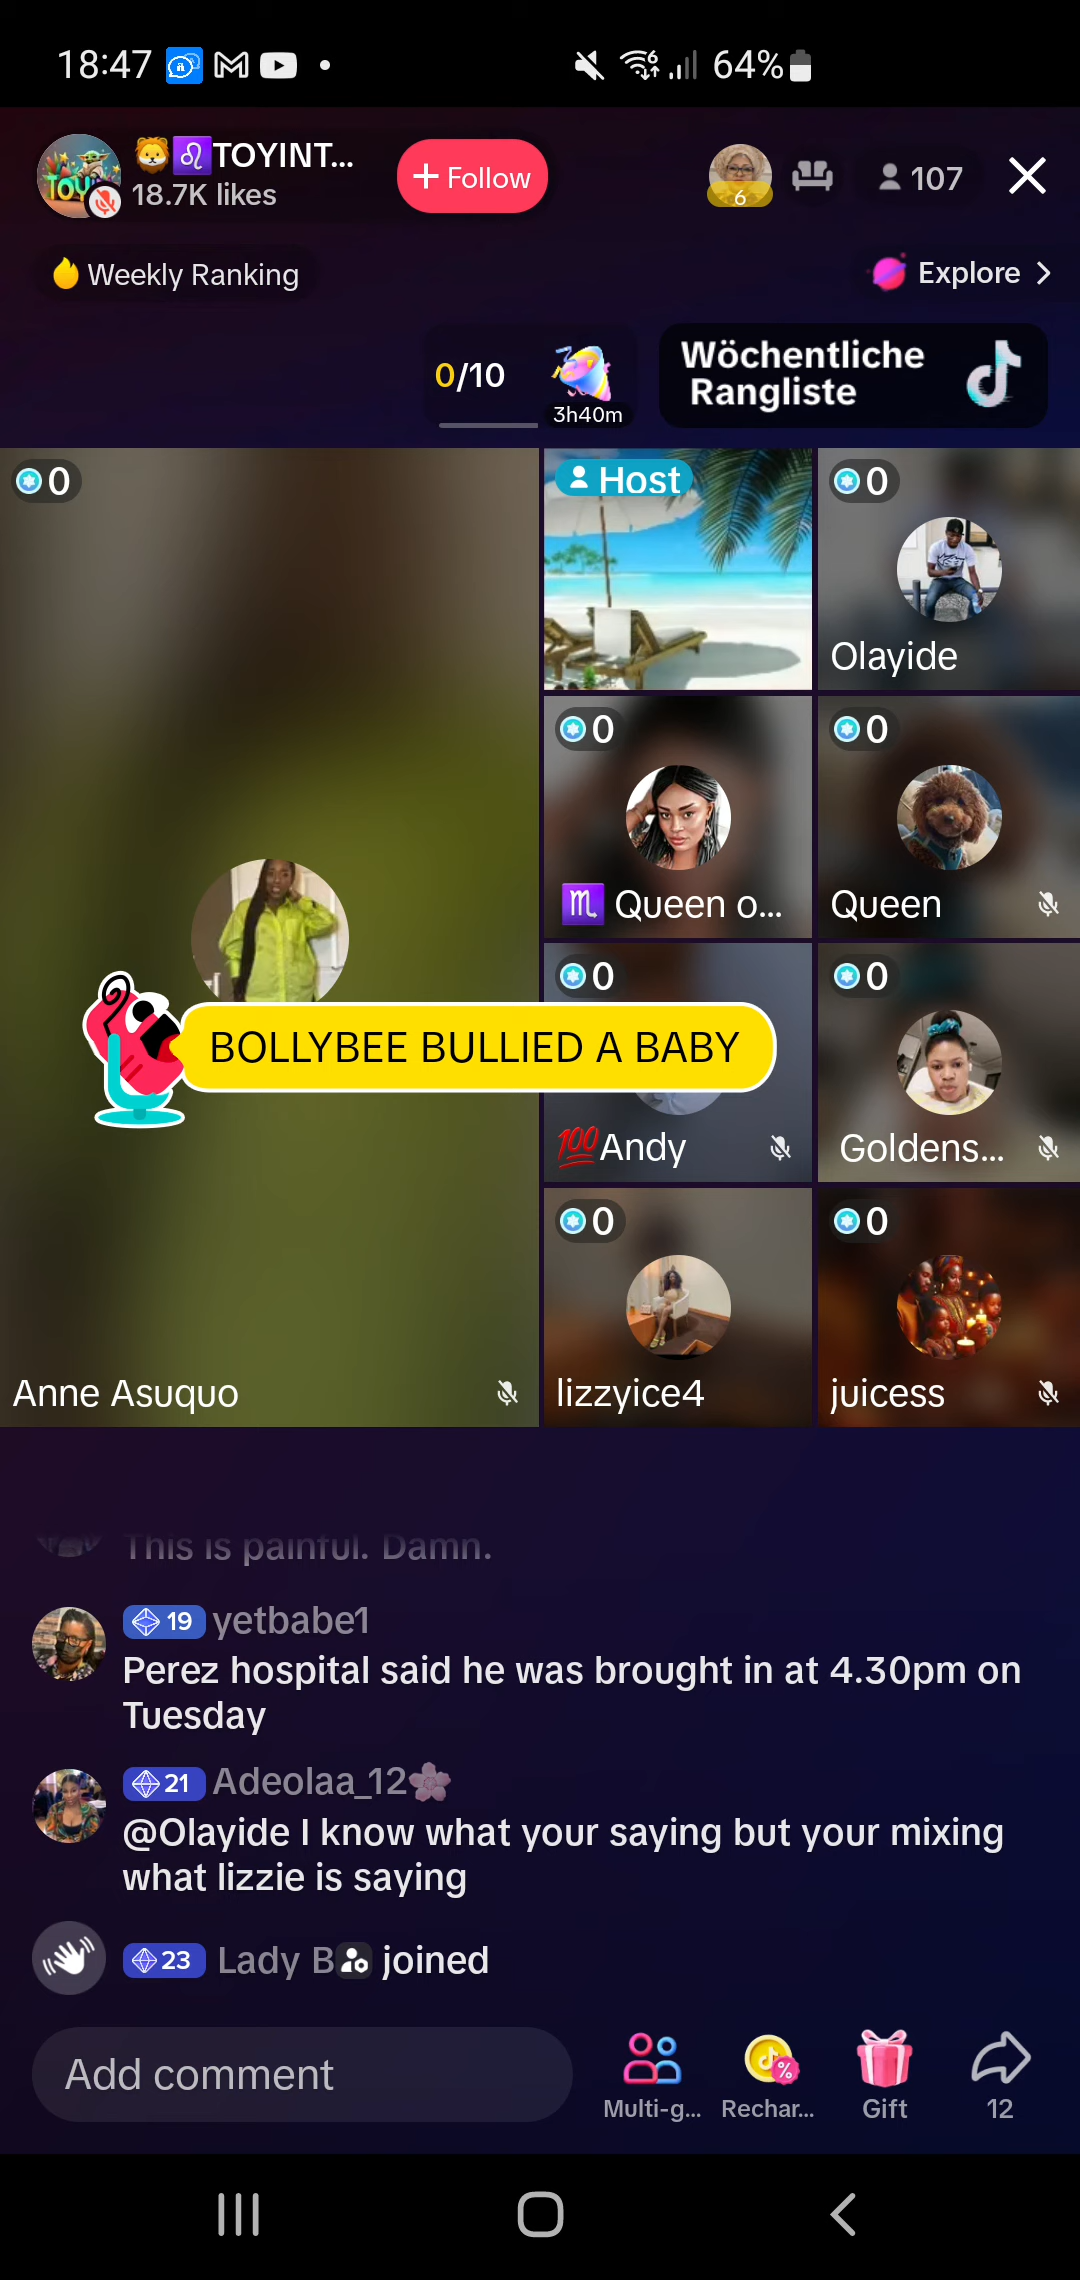 18:47
64%
TOYINT...
18.7K likes
+ Follow
6
107
Weekly Ranking
Explore
0/10
3h40m
Wöchentliche
Rangliste
0
Host
0
Olayide
0
Queen o...
0
Queen
0
BOLLYBEE BULLIED A BABY
100 Andy
0
Goldens...
Anne Asuquo
0
lizzyice4
0
juicess
This is painful. Damn.
19 yetbabe1
Perez hospital said he was brought in at 4.30pm on
Tuesday
21 Adeolaa_12
@Olayide I know what your saying but your mixing
what lizzie is saying
23 Lady B joined
Add comment
Multi-g...
Rechar...
Gift
12